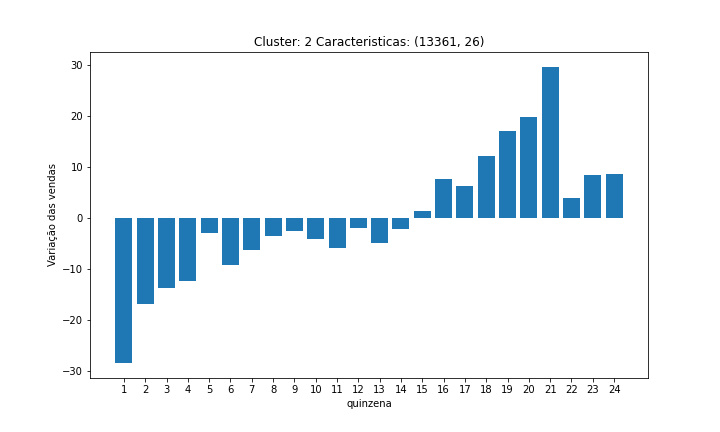 Cluster: 2 Caracteristicas: (13361, 26)
Variação das vendas
30
20
10
0
−10
−20
−30
1 2 3 4 5 6 7 8 9 10 11 12 13 14 15 16 17 18 19 20 21 22 23 24
quinzena